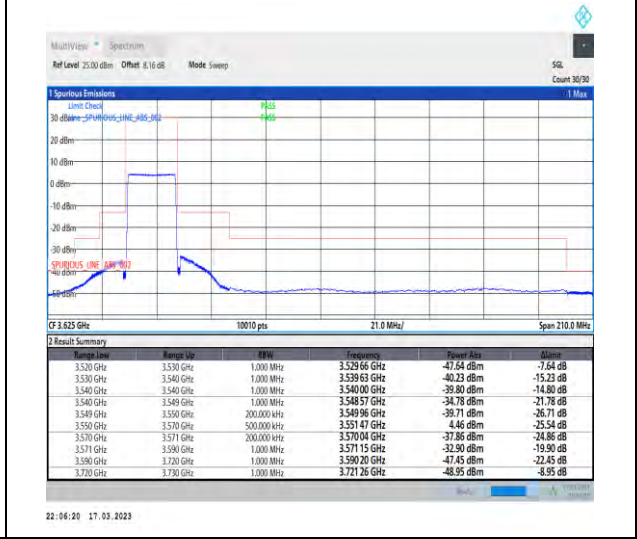 MultiView Spectrum
Ref Level 25.00 dBm Offset 8.16 dB Mode Sweep SGL
Count 30/30
1 Spurious Emissions 1 Max
Limit Check PASS
30 dBm Line _SPURIOUS_LINE_ABS_002 PASS
20 dBm
10 dBm
0 dBm
-10 dBm
-20 dBm
-30 dBm
_SPURIOUS_LINE_ABS_002
-40 dBm
-50 dBm
CF 3.625 GHz 10010 pts 21.0 MHz/ Span 210.0 MHz
2 Result Summary
Range Low Range Up RBW Frequency Power Abs ΔLimit
3.520 GHz 3.530 GHz 1.000 MHz 3.529 66 GHz -47.64 dBm -7.64 dB
3.530 GHz 3.540 GHz 1.000 MHz 3.539 63 GHz -40.23 dBm -15.23 dB
3.540 GHz 3.540 GHz 1.000 MHz 3.540 00 GHz -39.80 dBm -14.80 dB
3.540 GHz 3.549 GHz 1.000 MHz 3.548 57 GHz -34.78 dBm -21.78 dB
3.549 GHz 3.550 GHz 200.000 kHz 3.549 96 GHz -39.71 dBm -26.71 dB
3.550 GHz 3.570 GHz 500.000 kHz 3.551 47 GHz 4.46 dBm -25.54 dB
3.570 GHz 3.571 GHz 200.000 kHz 3.570 04 GHz -37.86 dBm -24.86 dB
3.571 GHz 3.590 GHz 1.000 MHz 3.571 15 GHz -32.90 dBm -19.90 dB
3.590 GHz 3.720 GHz 1.000 MHz 3.590 20 GHz -47.45 dBm -22.45 dB
3.720 GHz 3.730 GHz 1.000 MHz 3.721 26 GHz -48.95 dBm -8.95 dB
22:06:20 17.03.2023